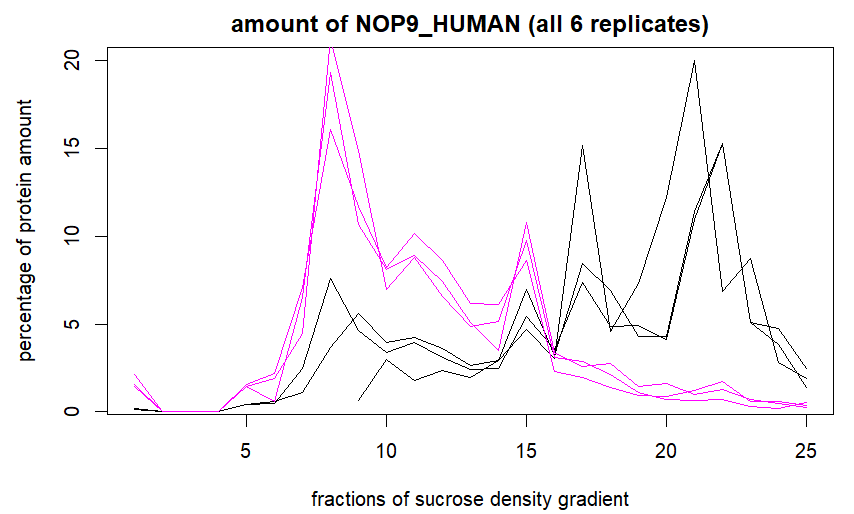 amount of NOP9_HUMAN (all 6 replicates)
percentage of protein amount
20
15
10
5
0
5 10 15 20 25
fractions of sucrose density gradient